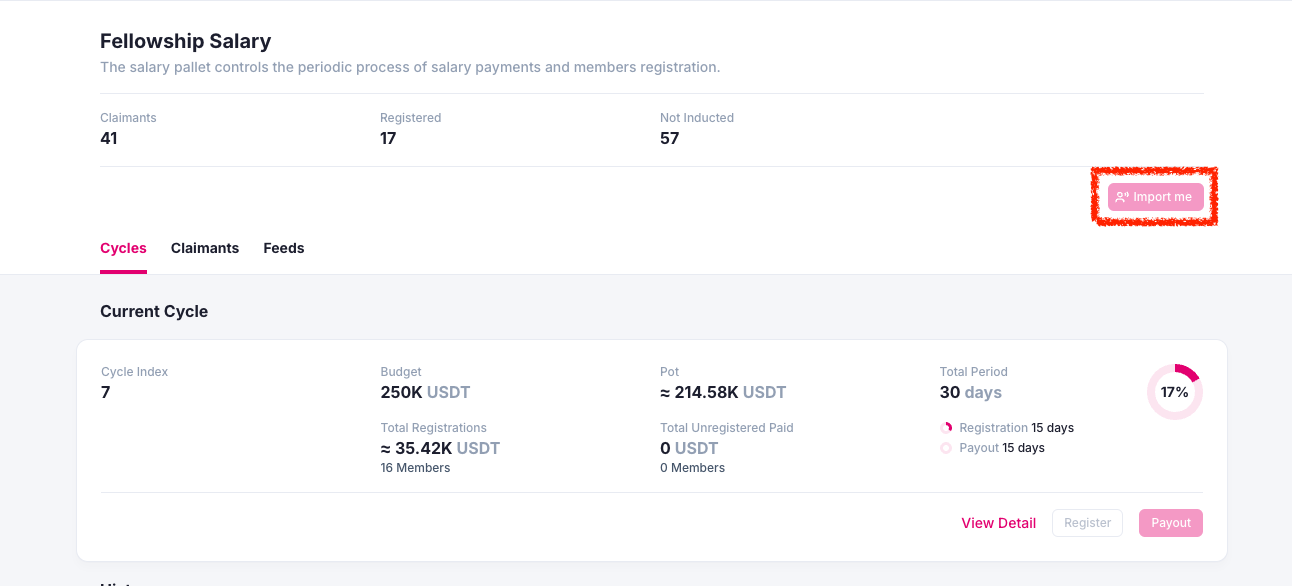 Fellowship Salary
The salary pallet controls the periodic process of salary payments and members registration.
Claimants Registered Not Inducted
41 17 57
Import me
Cycles Claimants Feeds
Current Cycle
Cycle Index Budget Pot Total Period
7 250K USDT ≈ 214.58K USDT 30 days 17%
Total Registrations Total Unregistered Paid Registration 15 days
≈ 35.42K USDT 0 USDT Payout 15 days
16 Members 0 Members
View Detail Register Payout